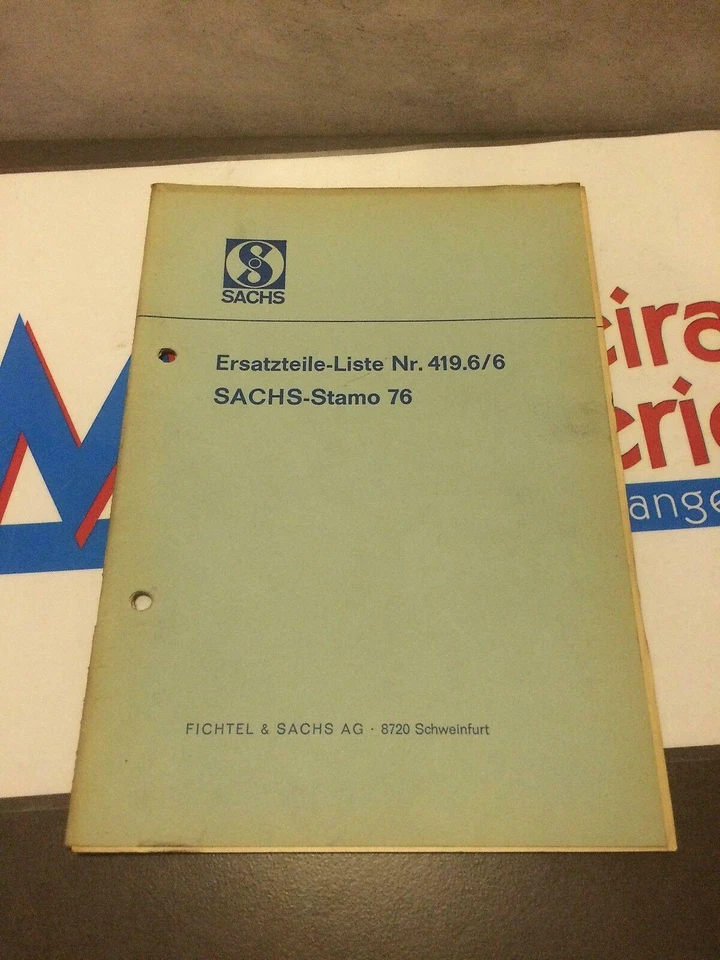 SACHS
Ersatzteile-Liste Nr. 419.6/6
SACHS-Stamo 76
FICHTEL & SACHS AG · 8720 Schweinfurt